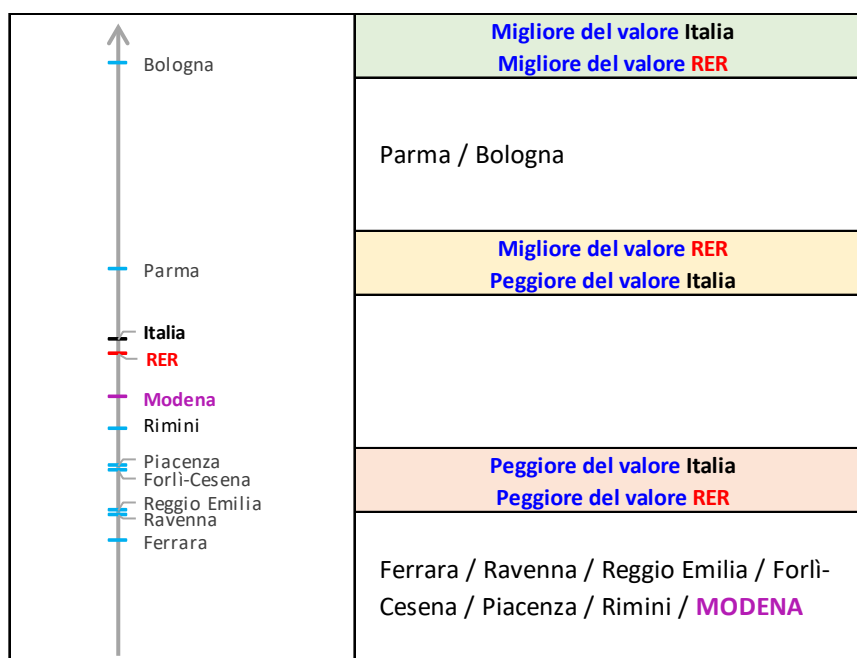 Bologna
Parma
Italia
RER
Modena
Rimini
Piacenza
Forlì-Cesena
Reggio Emilia
Ravenna
Ferrara
Migliore del valore Italia
Migliore del valore RER
Parma / Bologna
Migliore del valore RER
Peggiore del valore Italia
Peggiore del valore Italia
Peggiore del valore RER
Ferrara / Ravenna / Reggio Emilia / Forlì-
Cesena / Piacenza / Rimini / MODENA